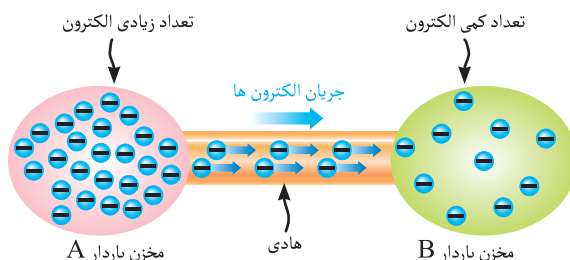 تعداد زیادی الکترون
تعداد کمی الکترون
جریان الکترون ها
هادی
مخزن باردار A
مخزن باردار B